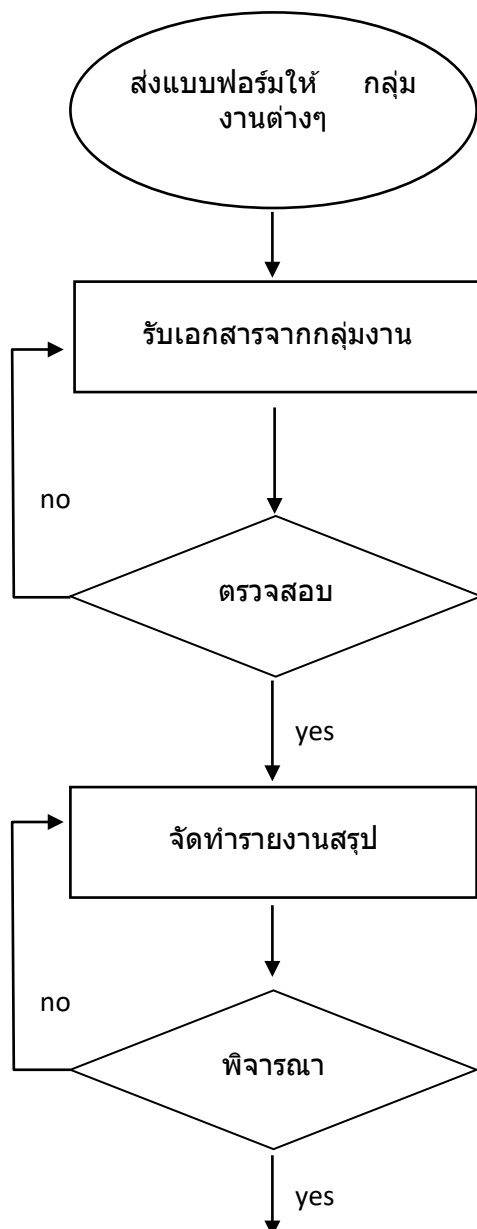 ส่งแบบฟอร์มให้ กลุ่ม
งานต่างๆ
รับเอกสารจากกลุ่มงาน
no
ตรวจสอบ
yes
จัดทำรายงานสรุป
no
พิจารณา
yes